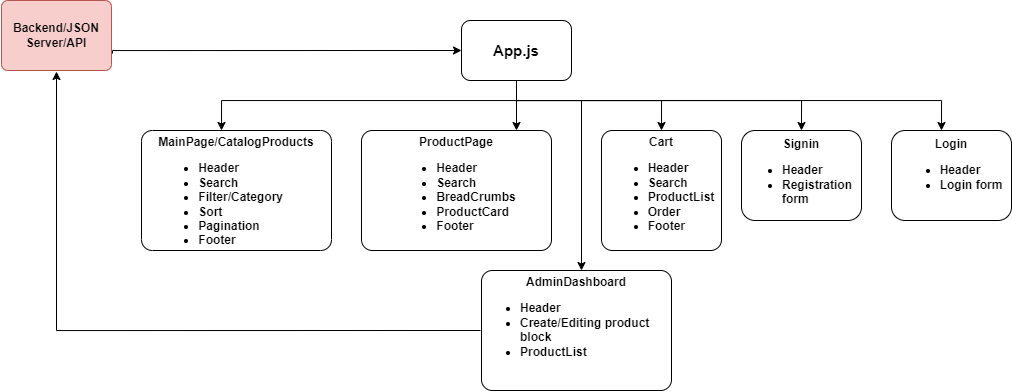 Backend/JSON
Server/API
App.js
MainPage/CatalogProducts
Header
Search
Filter/Category
Sort
Pagination
Footer
ProductPage
Header
Search
BreadCrumbs
ProductCard
Footer
Cart
Header
Search
ProductList
Order
Footer
Signin
Header
Registration
form
Login
Header
Login form
AdminDashboard
Header
Create/Editing product
block
ProductList